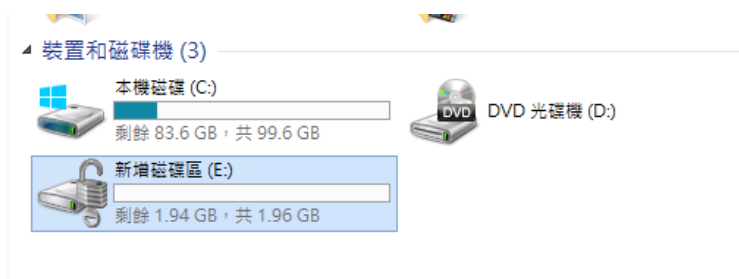 裝置和磁碟機 (3)
本機磁碟 (C:)
剩餘 83.6 GB，共 99.6 GB
DVD
DVD 光碟機 (D:)
新增磁碟區 (E:)
剩餘 1.94 GB，共 1.96 GB